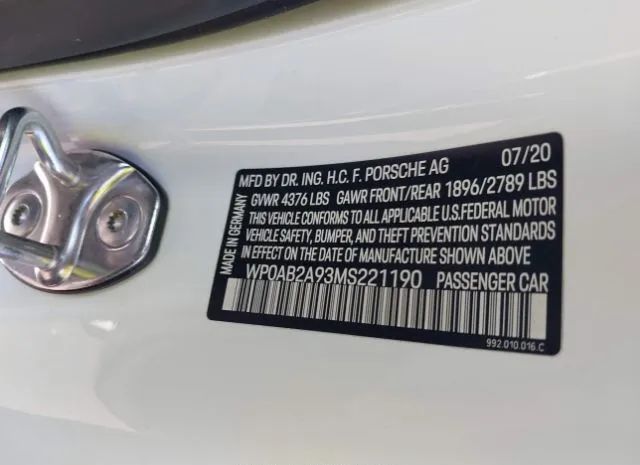 MFD BY DR. ING. H.C. F. PORSCHE AG 07/20
GVWR 4376 LBS GAWR FRONT/REAR 1896/2789 LBS
THIS VEHICLE CONFORMS TO ALL APPLICABLE U.S.FEDERAL MOTOR
VEHICLE SAFETY, BUMPER, AND THEFT PREVENTION STANDARDS
IN EFFECT ON THE DATE OF MANUFACTURE SHOWN ABOVE
MADE IN GERMANY
WP0AB2A93MS221190 PASSENGER CAR
992.010.016.C